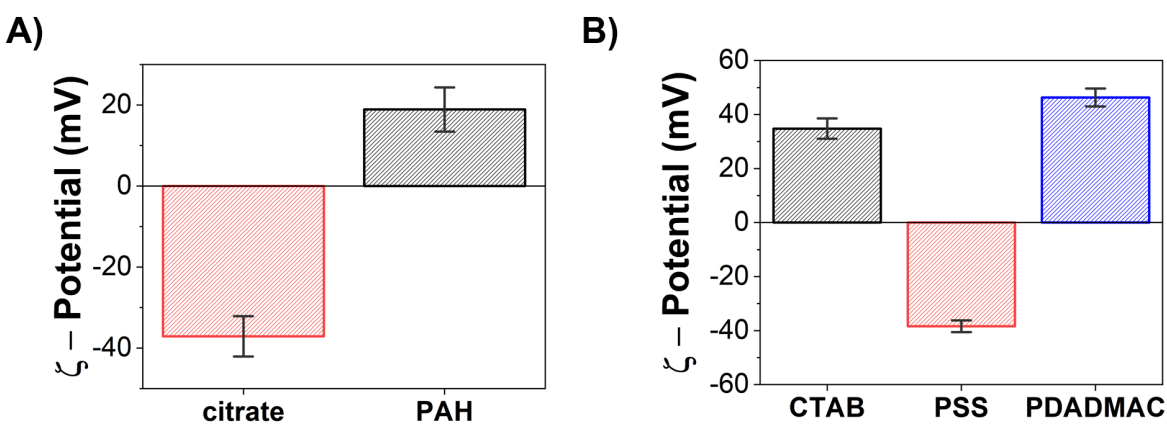 A)
ζ – Potential (mV)
20
0
-20
-40
citrate PAH
B)
ζ – Potential (mV)
60
40
20
0
-20
-40
-60
CTAB PSS PDADMAC